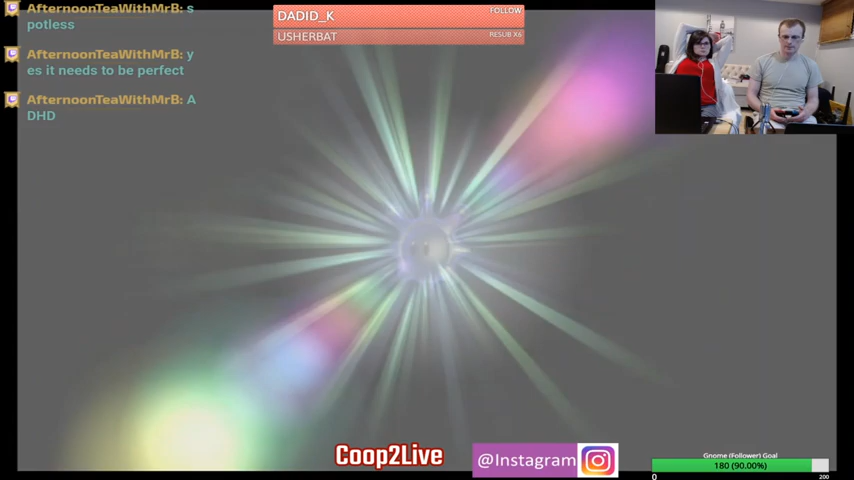 AfternoonTeaWithMrB: s
potless
AfternoonTeaWithMrB: y
es it needs to be perfect
AfternoonTeaWithMrB: A
DHD
DADID_K FOLLOW
USHERBAT RESUB X6
Coop2Live
@Instagram
Gnome (Follower) Goal
180 (90.00%)
0 200